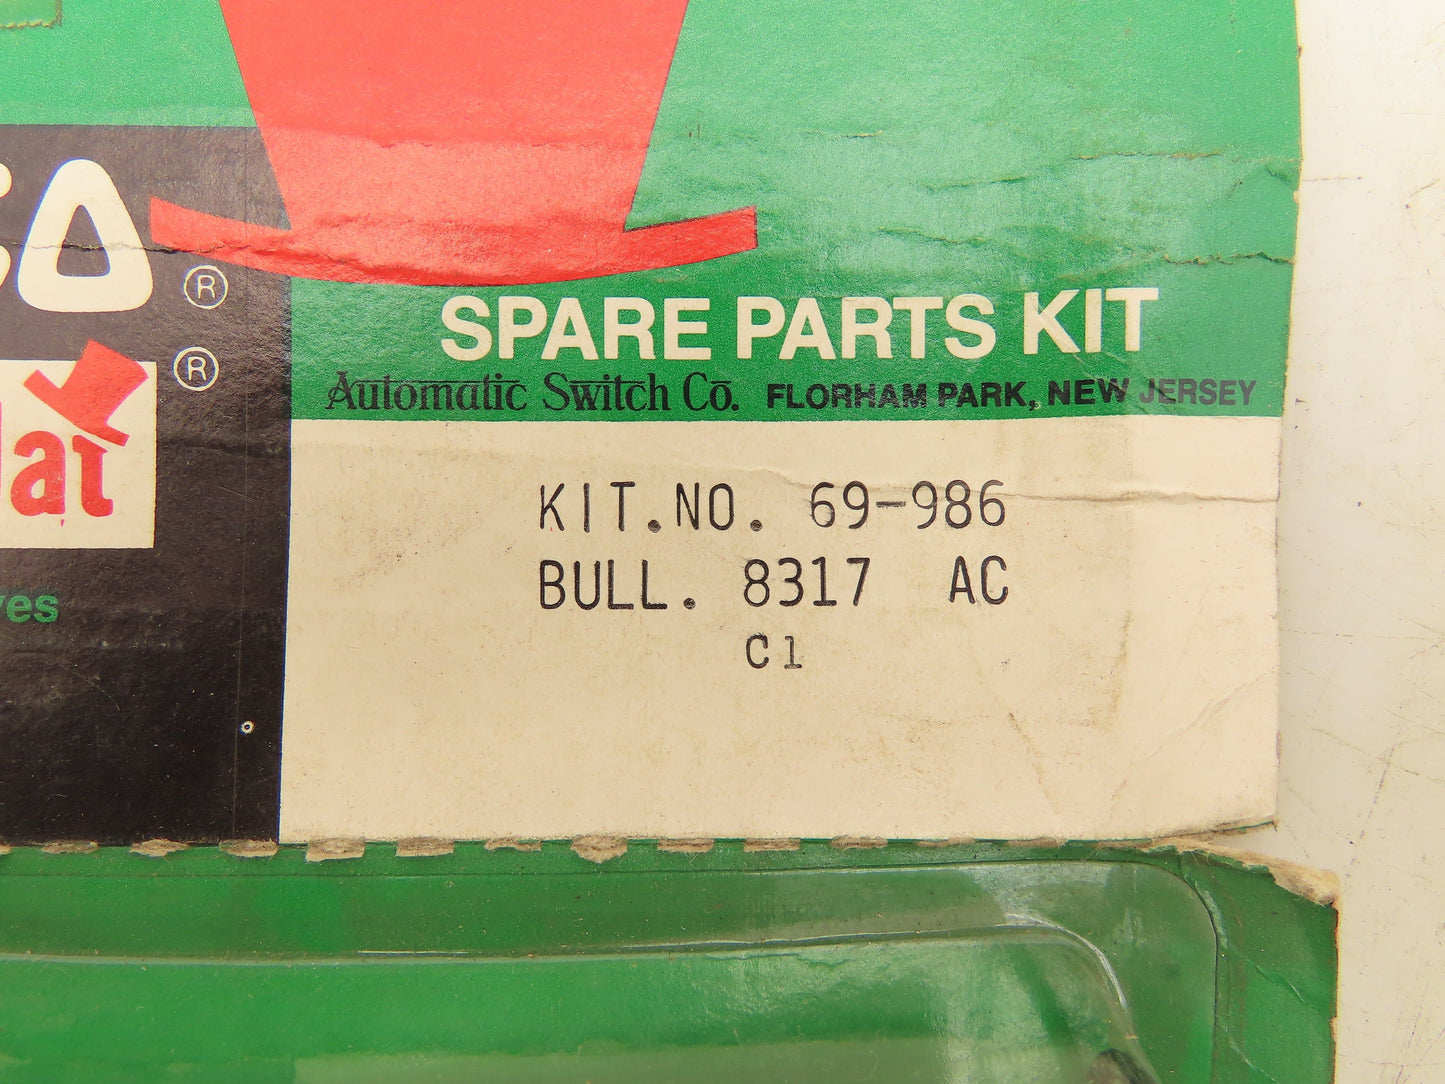 SPARE PARTS KIT
Automatic Switch Co. FLORHAM PARK, NEW JERSEY
KIT.NO. 69-986
BULL. 8317 AC
C1
®
®